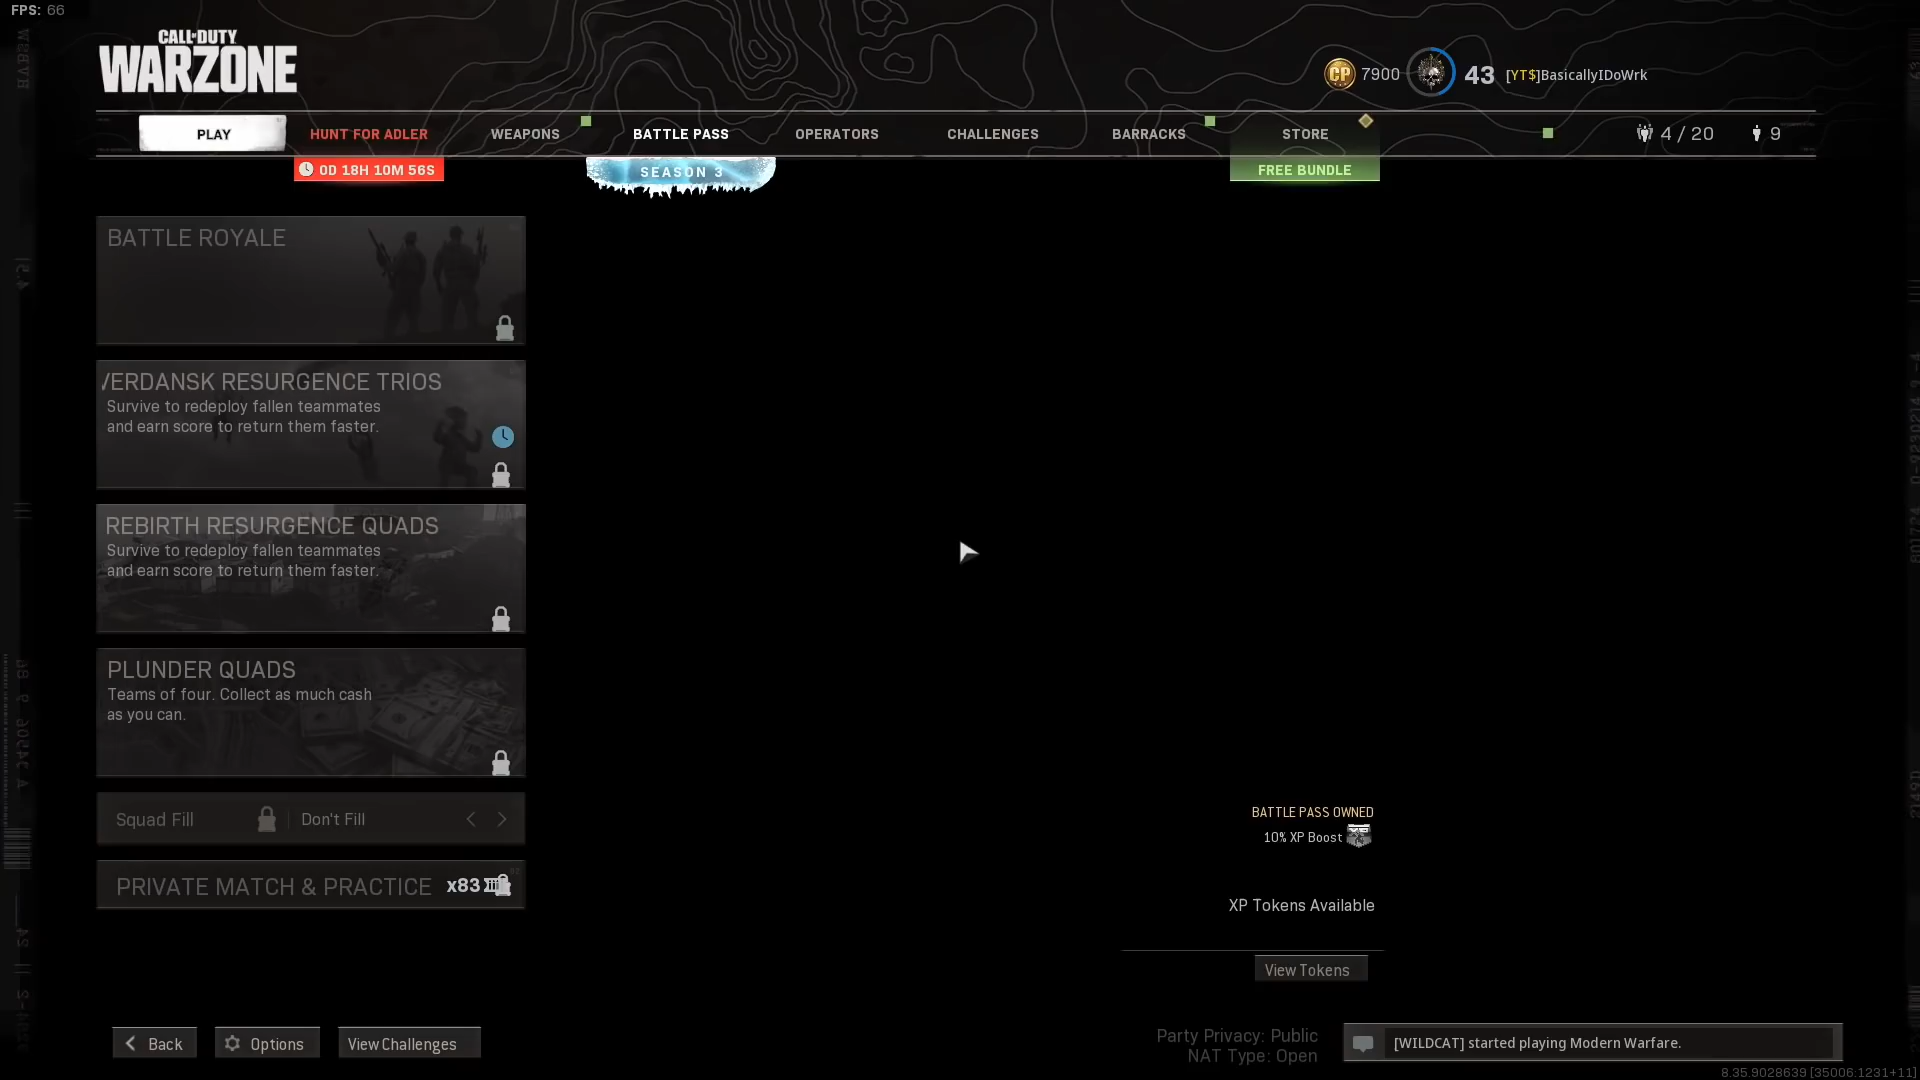 FPS: 66
CALL OF DUTY
WARZONE
CP 7900 43 [YT$]BasicallyIDoWrk
PLAY HUNT FOR ADLER WEAPONS BATTLE PASS OPERATORS CHALLENGES BARRACKS STORE 4 / 20 9
0D 18H 10M 56S SEASON 3 FREE BUNDLE
BATTLE ROYALE
VERDANSK RESURGENCE TRIOS
Survive to redeploy fallen teammates
and earn score to return them faster.
REBIRTH RESURGENCE QUADS
Survive to redeploy fallen teammates
and earn score to return them faster.
PLUNDER QUADS
Teams of four. Collect as much cash
as you can.
Squad Fill Don't Fill
PRIVATE MATCH & PRACTICE x83
BATTLE PASS OWNED
10% XP Boost
XP Tokens Available
View Tokens
Back Options View Challenges
Party Privacy: Public
NAT Type: Open
[WILDCAT] started playing Modern Warfare.
8.35.9028639 [35006:1231+11]